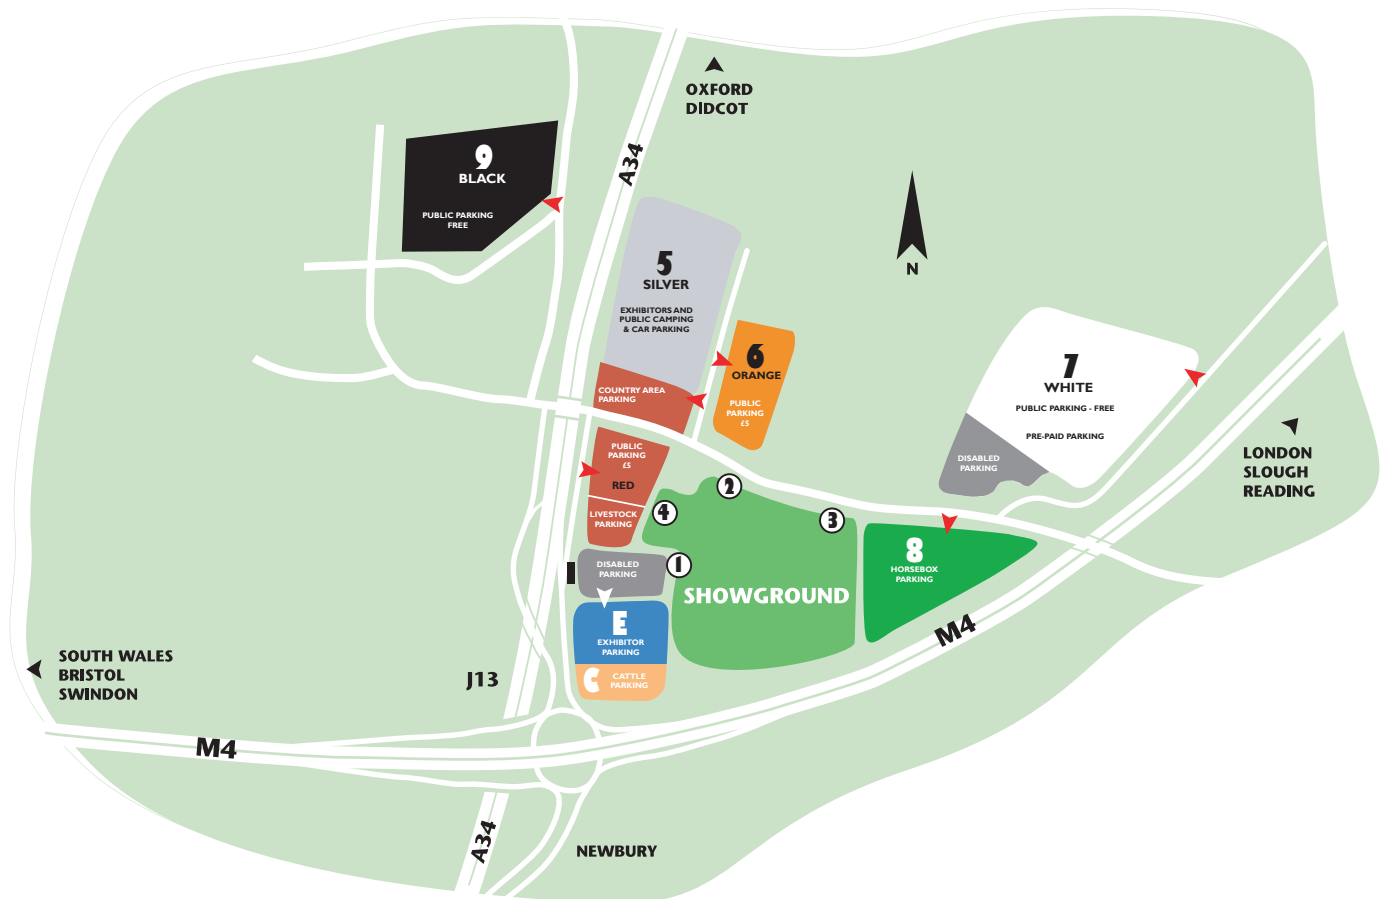 OXFORD
DIDCOT
A34
9
BLACK
PUBLIC PARKING
FREE
N
5
SILVER
EXHIBITORS AND
PUBLIC CAMPING
& CAR PARKING
COUNTRY AREA
PARKING
6
ORANGE
PUBLIC
PARKING
£5
7
WHITE
PUBLIC PARKING - FREE
PRE-PAID PARKING
DISABLED
PARKING
LONDON
SLOUGH
READING
PUBLIC
PARKING
£5
RED
LIVESTOCK
PARKING
4
2
3
1
DISABLED
PARKING
SHOWGROUND
8
HORSEBOX
PARKING
E
EXHIBITOR
PARKING
C
CATTLE
PARKING
M4
SOUTH WALES
BRISTOL
SWINDON
J13
M4
A34
NEWBURY